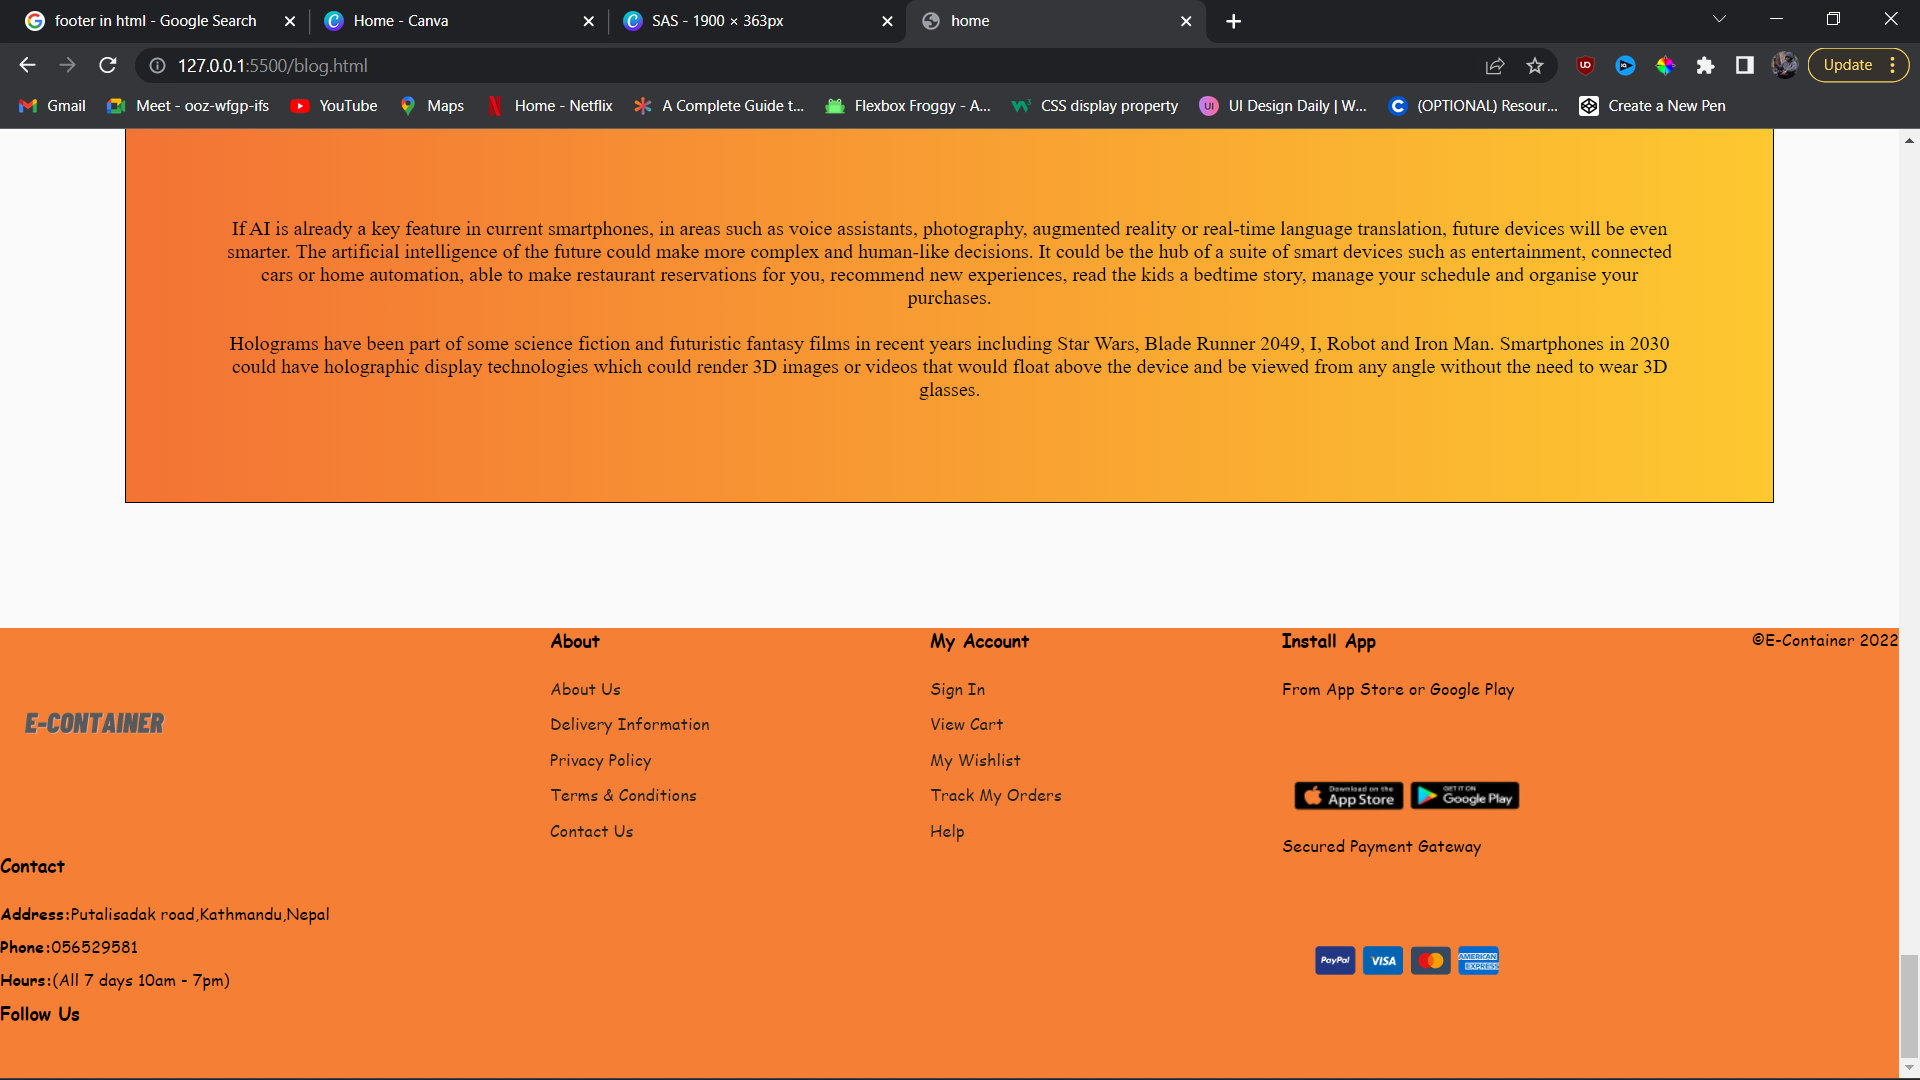 footer in html - Google Search
Home - Canva
SAS - 1900 × 363px
home
127.0.0.1:5500/blog.html
Update
Gmail
Meet - ooz-wfgp-ifs
YouTube
Maps
Home - Netflix
A Complete Guide t...
Flexbox Froggy - A...
CSS display property
UI
UI Design Daily | W...
(OPTIONAL) Resour...
Create a New Pen
If AI is already a key feature in current smartphones, in areas such as voice assistants, photography, augmented reality or real-time language translation, future devices will be even
smarter. The artificial intelligence of the future could make more complex and human-like decisions. It could be the hub of a suite of smart devices such as entertainment, connected
cars or home automation, able to make restaurant reservations for you, recommend new experiences, read the kids a bedtime story, manage your schedule and organise your
purchases.
Holograms have been part of some science fiction and futuristic fantasy films in recent years including Star Wars, Blade Runner 2049, I, Robot and Iron Man. Smartphones in 2030
could have holographic display technologies which could render 3D images or videos that would float above the device and be viewed from any angle without the need to wear 3D
glasses.
E-CONTAINER
Contact
Address:Putalisadak road,Kathmandu,Nepal
Phone:056529581
Hours:(All 7 days 10am - 7pm)
Follow Us
About
About Us
Delivery Information
Privacy Policy
Terms & Conditions
Contact Us
My Account
Sign In
View Cart
My Wishlist
Track My Orders
Help
Install App
From App Store or Google Play
Download on the
App Store
GET IT ON
Google Play
Secured Payment Gateway
PayPal
VISA
AMERICAN
EXPRESS
©E-Container 2022